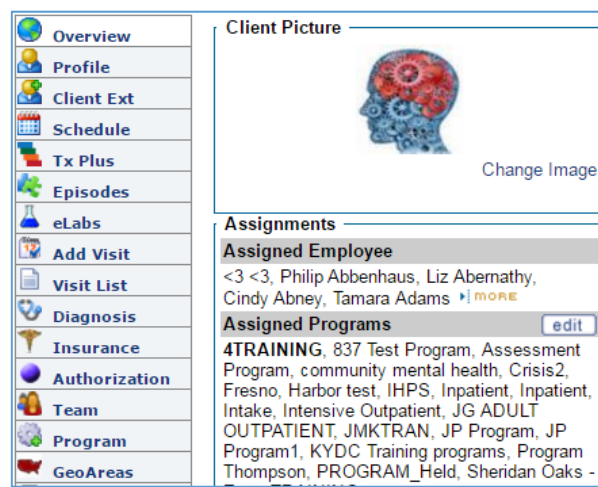 Overview
Profile
Client Ext
Schedule
Tx Plus
Episodes
eLabs
Add Visit
Visit List
Diagnosis
Insurance
Authorization
Team
Program
GeoAreas
Client Picture
Change Image
Assignments
Assigned Employee
<3 <3, Philip Abbenhaus, Liz Abernathy,
Cindy Abney, Tamara Adams MORE
Assigned Programs edit
4TRAINING, 837 Test Program, Assessment
Program, community mental health, Crisis2,
Fresno, Harbor test, IHPS, Inpatient, Inpatient,
Intake, Intensive Outpatient, JG ADULT
OUTPATIENT, JMKTRAN, JP Program, JP
Program1, KYDC Training programs, Program
Thompson, PROGRAM_Held, Sheridan Oaks -